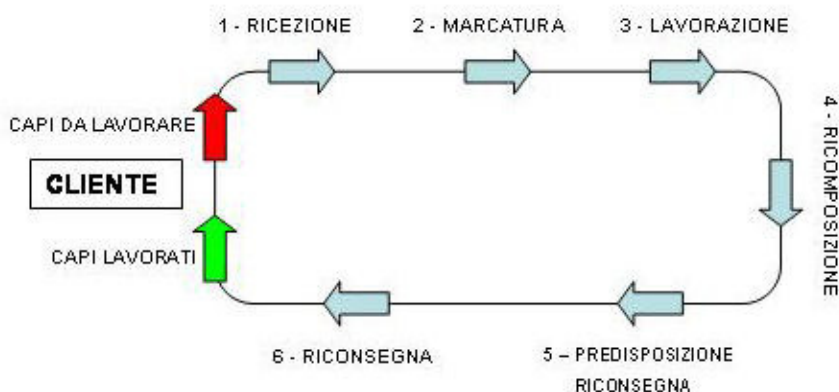 1 - RICEZIONE
2 - MARCATURA
3 - LAVORAZIONE
4 - RICOMPOSIZIONE
CAPI DA LAVORARE
CLIENTE
CAPI LAVORATI
6 - RICONSEGNA
5 – PREDISPOSIZIONE
RICONSEGNA